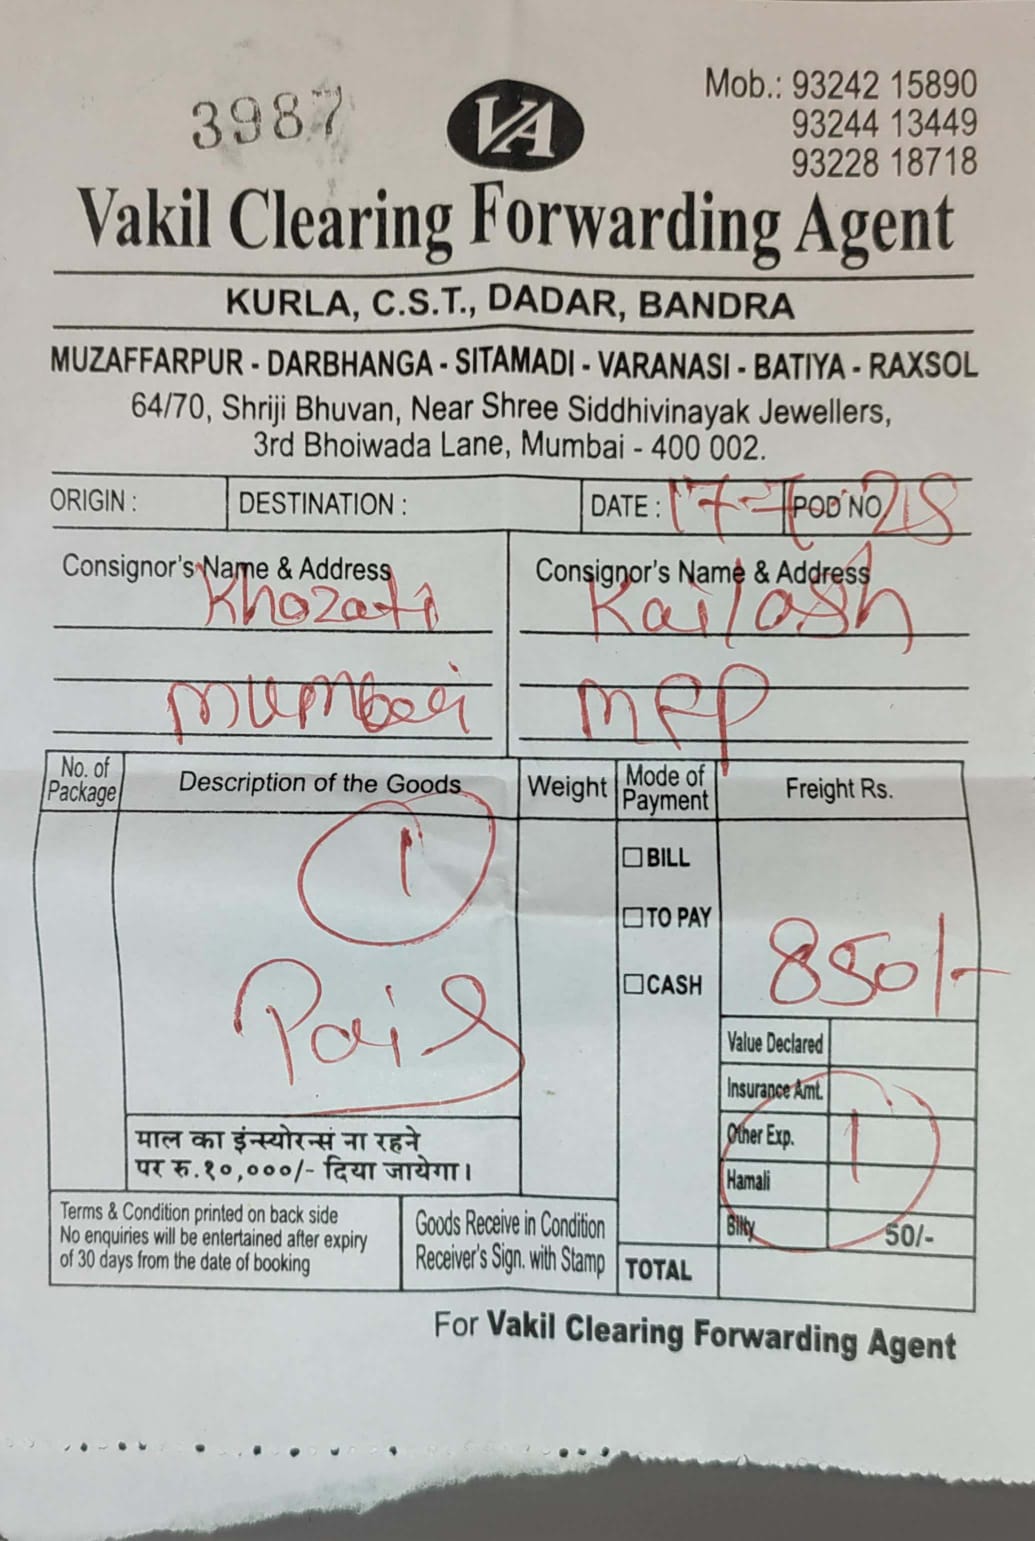 3987
VA
Mob.: 93242 15890
93244 13449
93228 18718
Vakil Clearing Forwarding Agent
KURLA, C.S.T., DADAR, BANDRA
MUZAFFARPUR - DARBHANGA - SITAMADI - VARANASI - BATIYA - RAXSOL
64/70, Shriji Bhuvan, Near Shree Siddhivinayak Jewellers,
3rd Bhoiwada Lane, Mumbai - 400 002.
ORIGIN : DESTINATION : DATE : 17-7- POD NO
Consignor's Name & Address Consignor's Name & Address
Khozati Kailash
Mumbai MFP
No. of Package Description of the Goods Weight Mode of Payment Freight Rs.
1
BILL
TO PAY
CASH
850/-
Value Declared
Insurance Amt.
Other Exp. 1
Hamali
Bilty 50/-
TOTAL
माल का इंन्स्योरन्स ना रहने
पर रु.१०,०००/- दिया जायेगा।
Terms & Condition printed on back side
No enquiries will be entertained after expiry
of 30 days from the date of booking
Goods Receive in Condition
Receiver's Sign. with Stamp
For Vakil Clearing Forwarding Agent